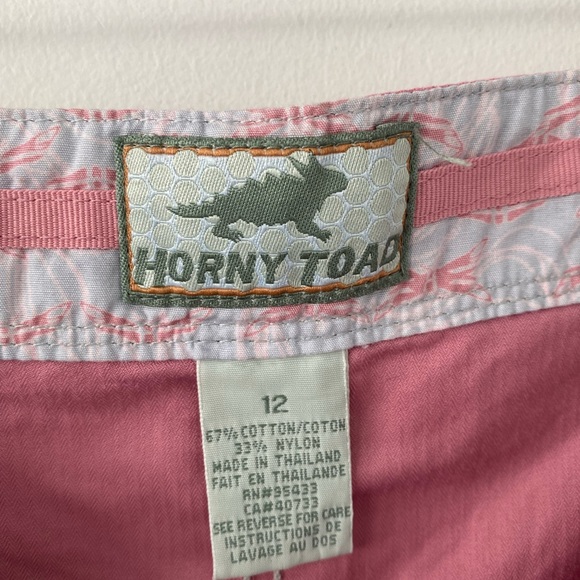 HORNY TOAD
12
67% COTTON/COTON
33% NYLON
MADE IN THAILAND
FAIT EN THAILANDE
RN#95433
CA#40733
SEE REVERSE FOR CARE
INSTRUCTIONS DE
LAVAGE AU DOS